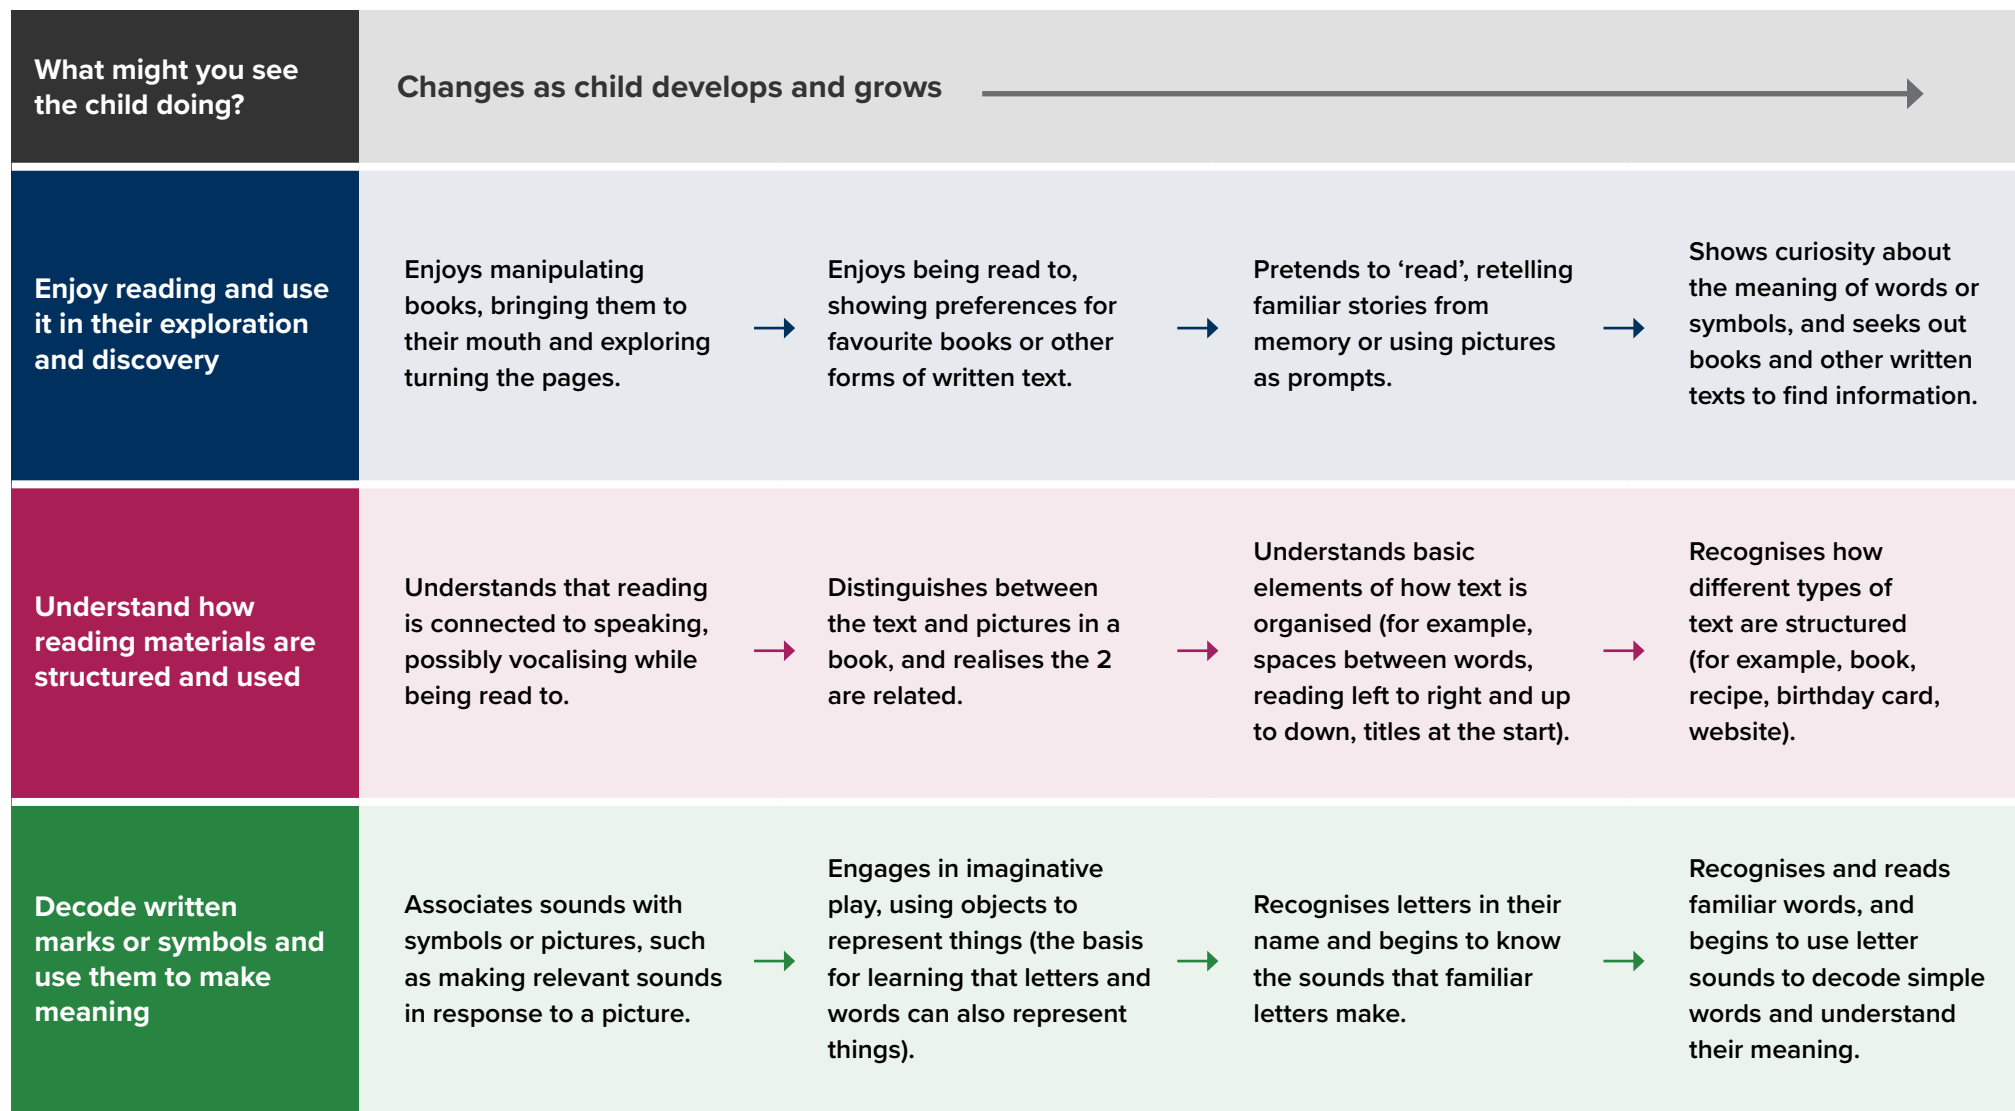 What might you see
the child doing?
Changes as child develops and grows
Enjoy reading and use
it in their exploration
and discovery
Enjoys manipulating
books, bringing them to
their mouth and exploring
turning the pages.
Enjoys being read to,
showing preferences for
favourite books or other
forms of written text.
Pretends to ‘read’, retelling
familiar stories from
memory or using pictures
as prompts.
Shows curiosity about
the meaning of words or
symbols, and seeks out
books and other written
texts to find information.
Understand how
reading materials are
structured and used
Understands that reading
is connected to speaking,
possibly vocalising while
being read to.
Distinguishes between
the text and pictures in a
book, and realises the 2
are related.
Understands basic
elements of how text is
organised (for example,
spaces between words,
reading left to right and up
to down, titles at the start).
Recognises how
different types of
text are structured
(for example, book,
recipe, birthday card,
website).
Decode written
marks or symbols and
use them to make
meaning
Associates sounds with
symbols or pictures, such
as making relevant sounds
in response to a picture.
Engages in imaginative
play, using objects to
represent things (the basis
for learning that letters and
words can also represent
things).
Recognises letters in their
name and begins to know
the sounds that familiar
letters make.
Recognises and reads
familiar words, and
begins to use letter
sounds to decode simple
words and understand
their meaning.